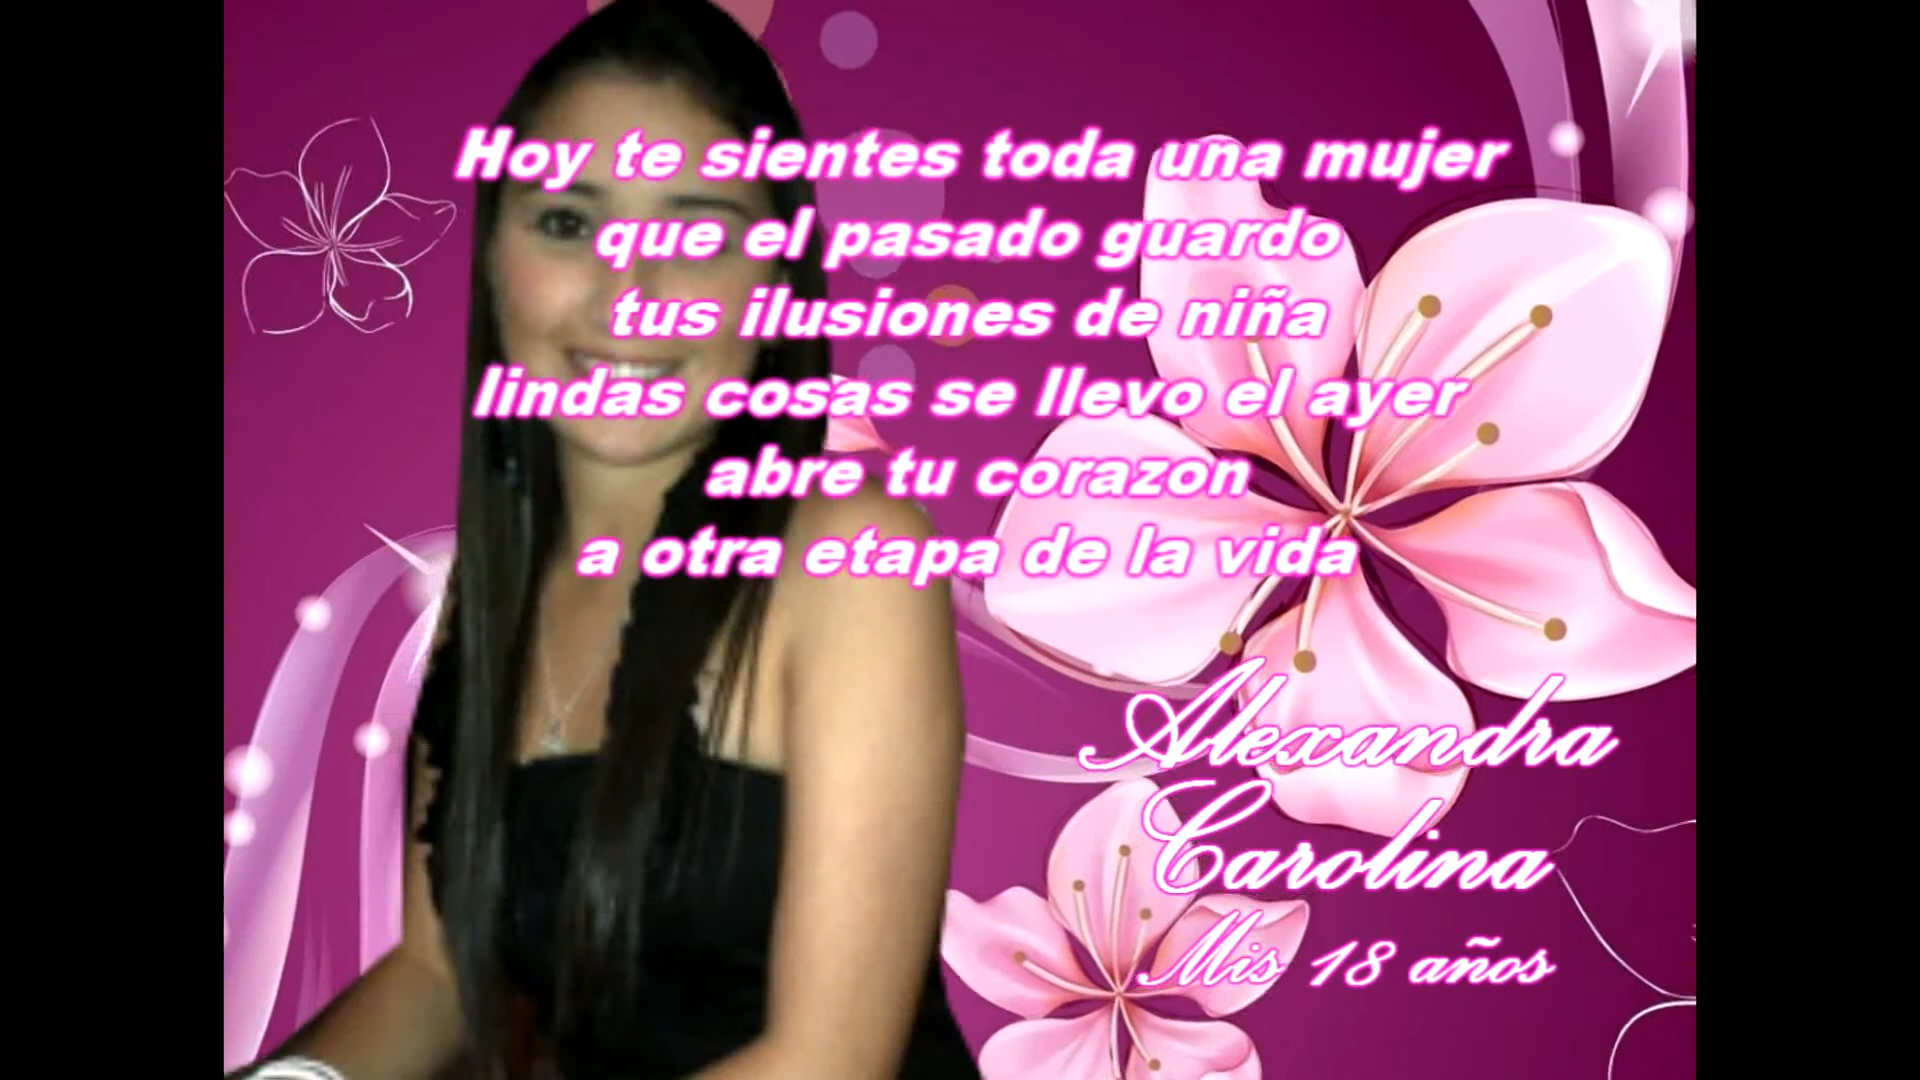 Hoy te sientes toda una mujer
que el pasado guardo
tus ilusiones de niña
lindas cosas se llevo el ayer
abre tu corazon
a otra etapa de la vida
Alexandra
Carolina
Mis 18 años